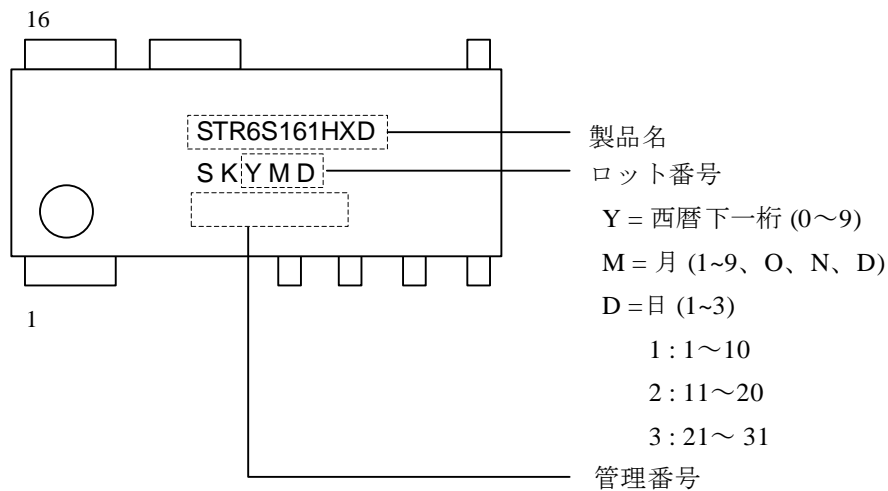 16
STR6S161HXD
製品名
S K Y M D
ロット番号
Y = 西暦下一桁 (0～9)
M = 月 (1~9、O、N、D)
D =日 (1~3)
1 : 1～10
2 : 11～20
3 : 21～ 31
1
管理番号